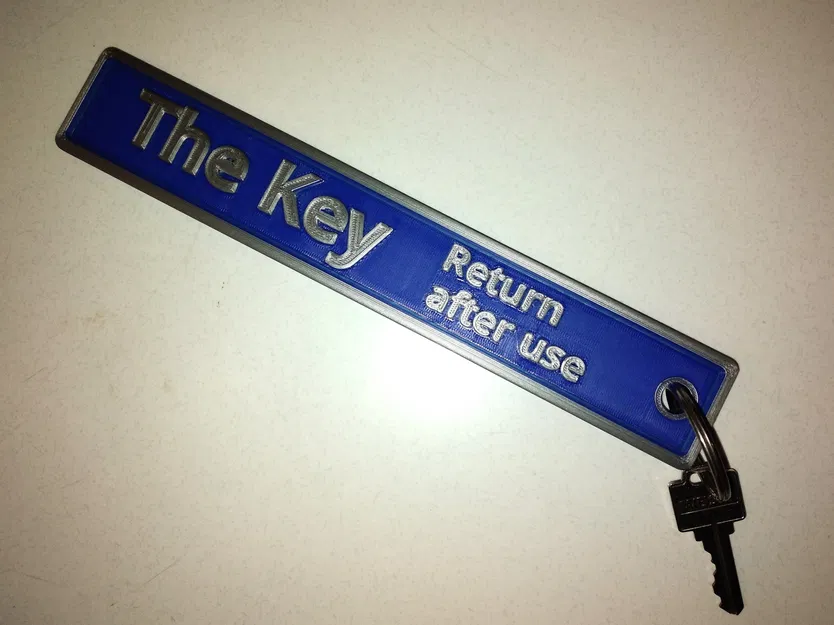 The Key
Return
after use